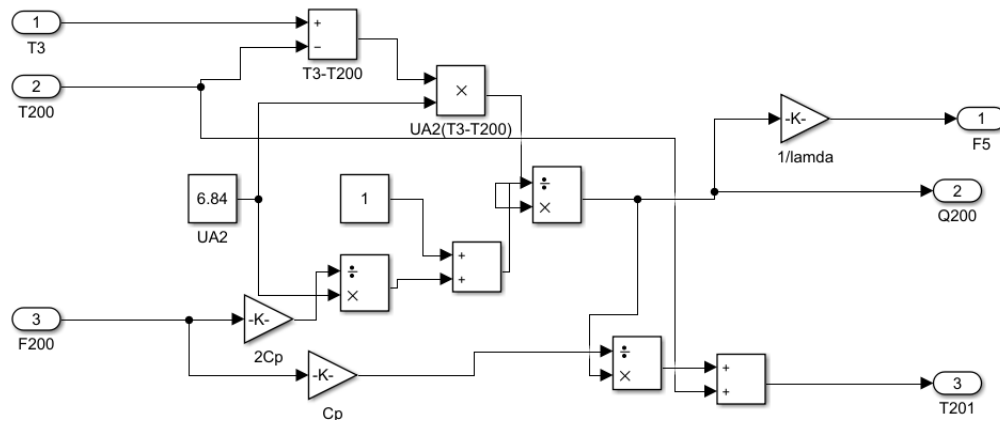 1
T3
2
T200
+
−
T3-T200
×
UA2(T3-T200)
-K-
1/lamda
1
F5
6.84
UA2
1
÷
×
2
Q200
+
+
÷
×
3
F200
-K-
2Cp
-K-
Cp
÷
×
+
+
3
T201